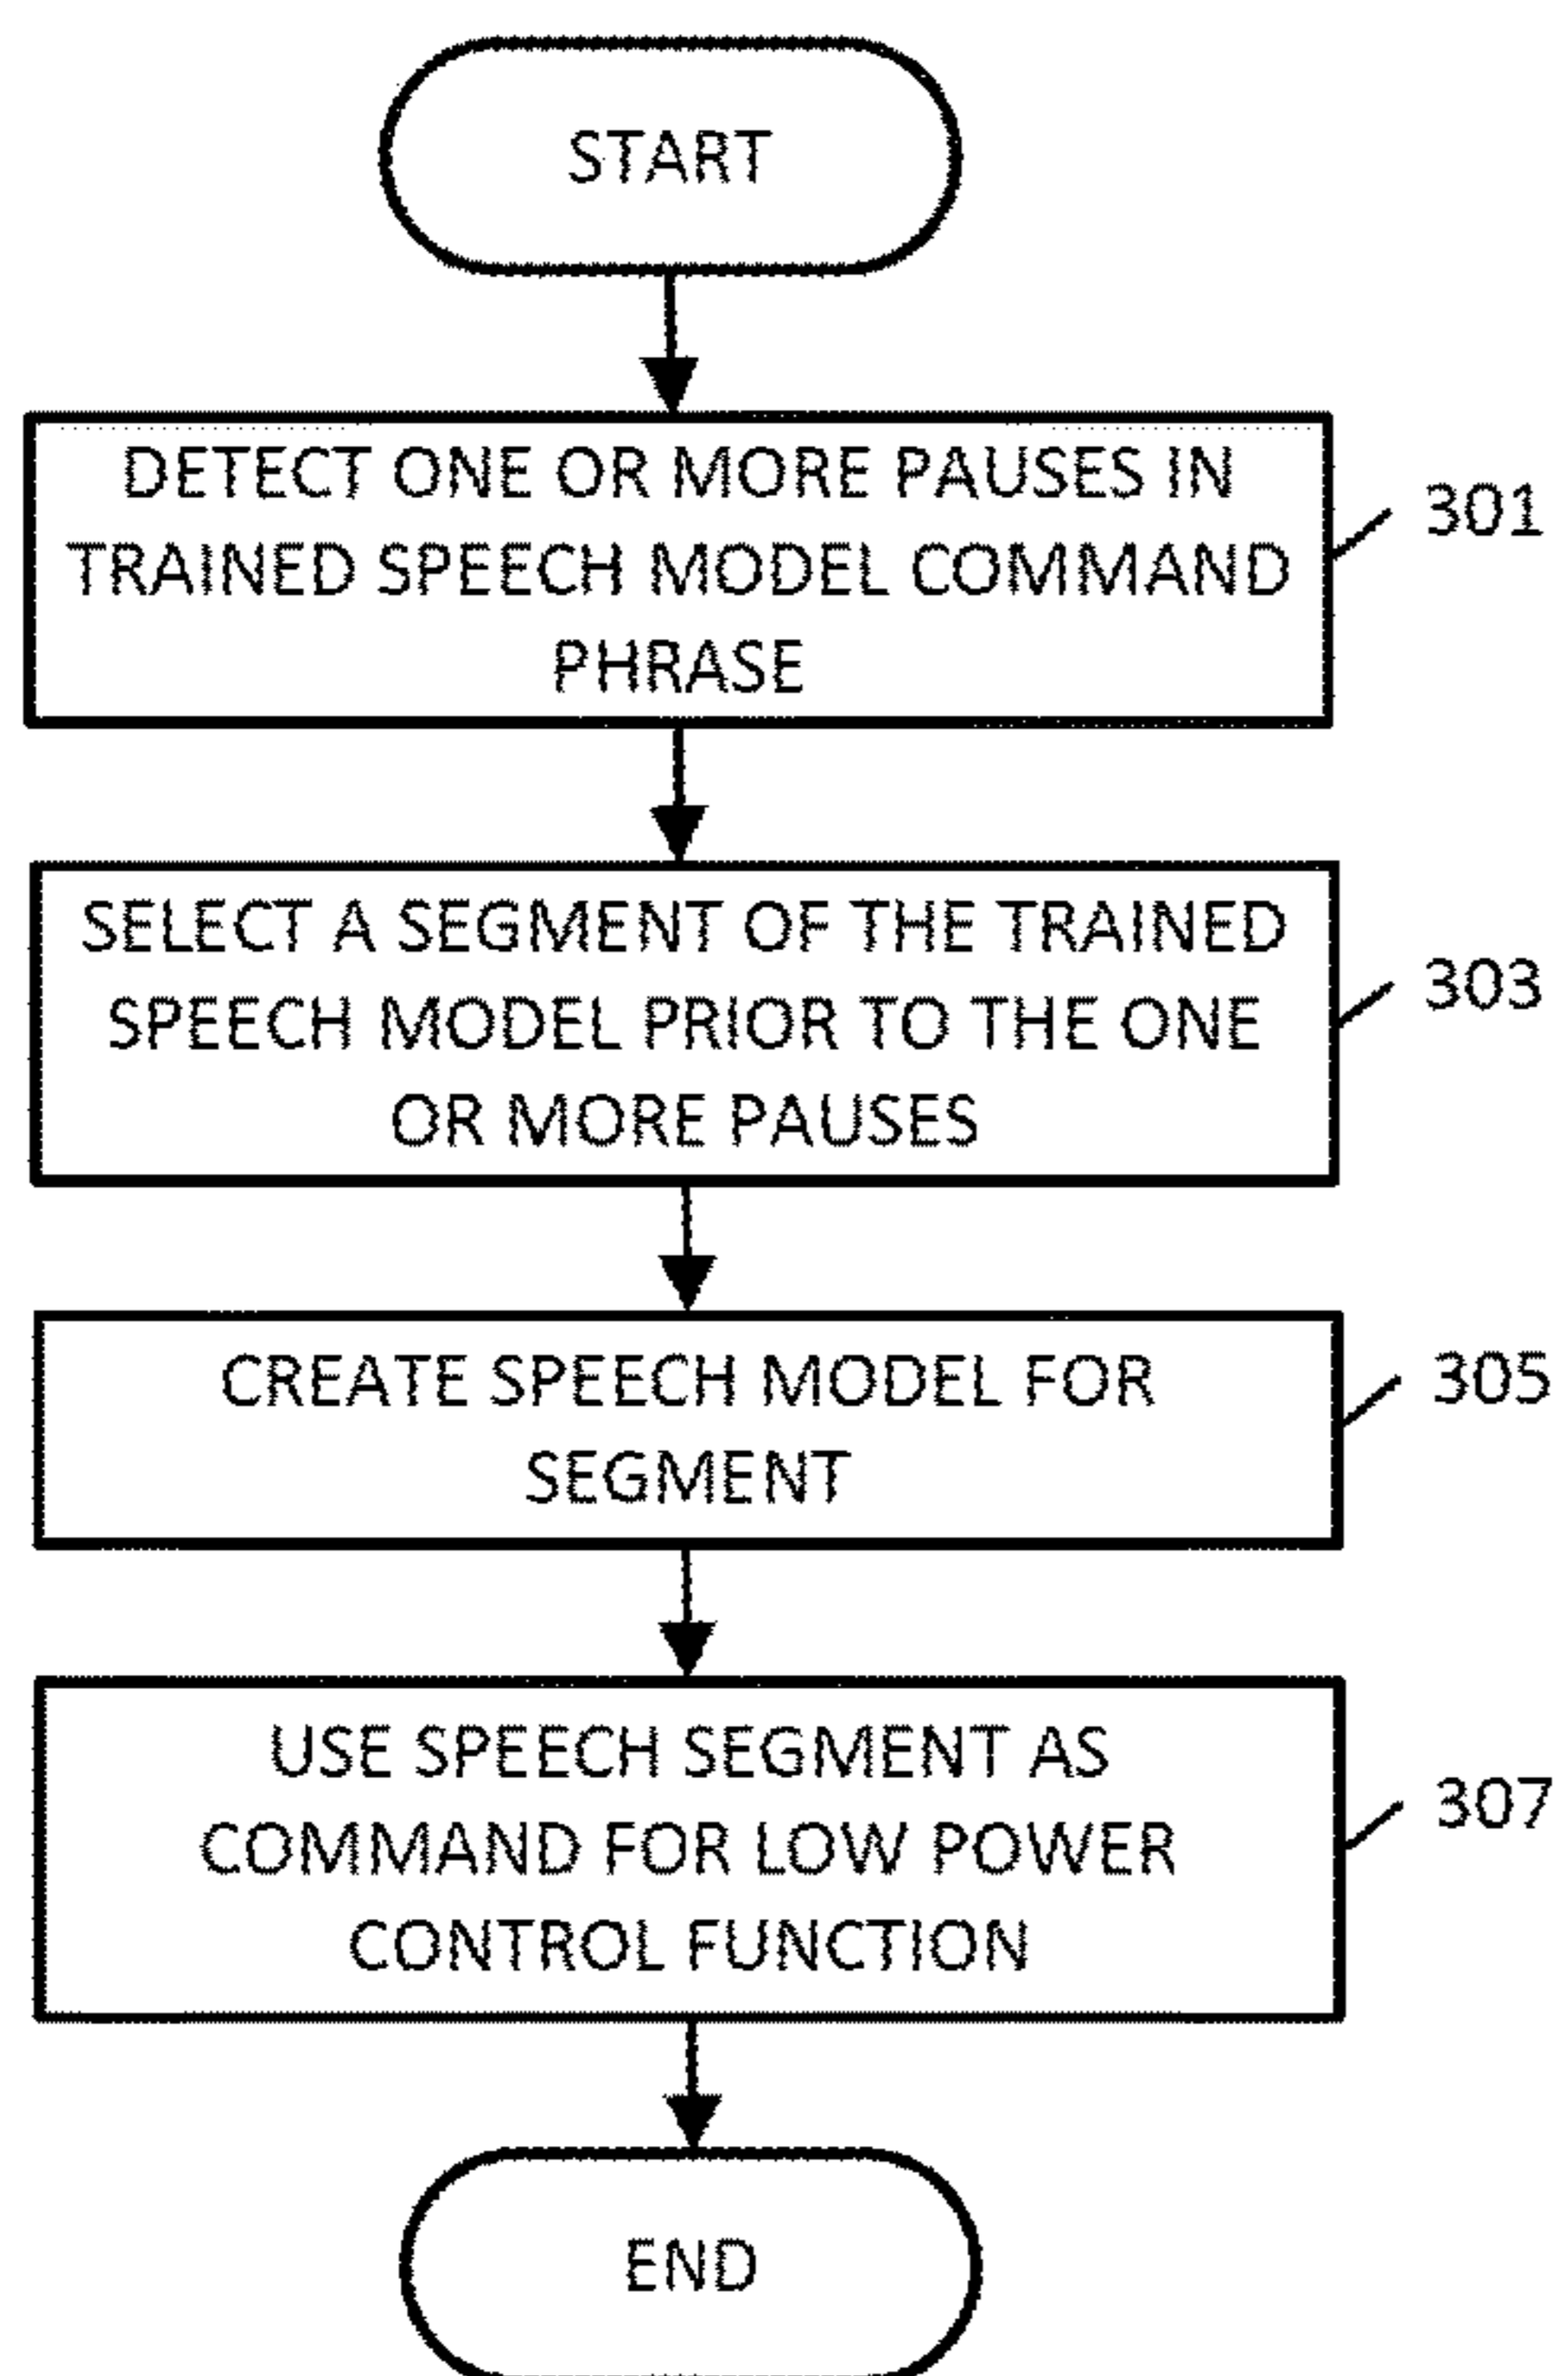 START
DETECT ONE OR MORE PAUSES IN
TRAINED SPEECH MODEL COMMAND
PHRASE
301
SELECT A SEGMENT OF THE TRAINED
SPEECH MODEL PRIOR TO THE ONE
OR MORE PAUSES
303
CREATE SPEECH MODEL FOR
SEGMENT
305
USE SPEECH SEGMENT AS
COMMAND FOR LOW POWER
CONTROL FUNCTION
307
END